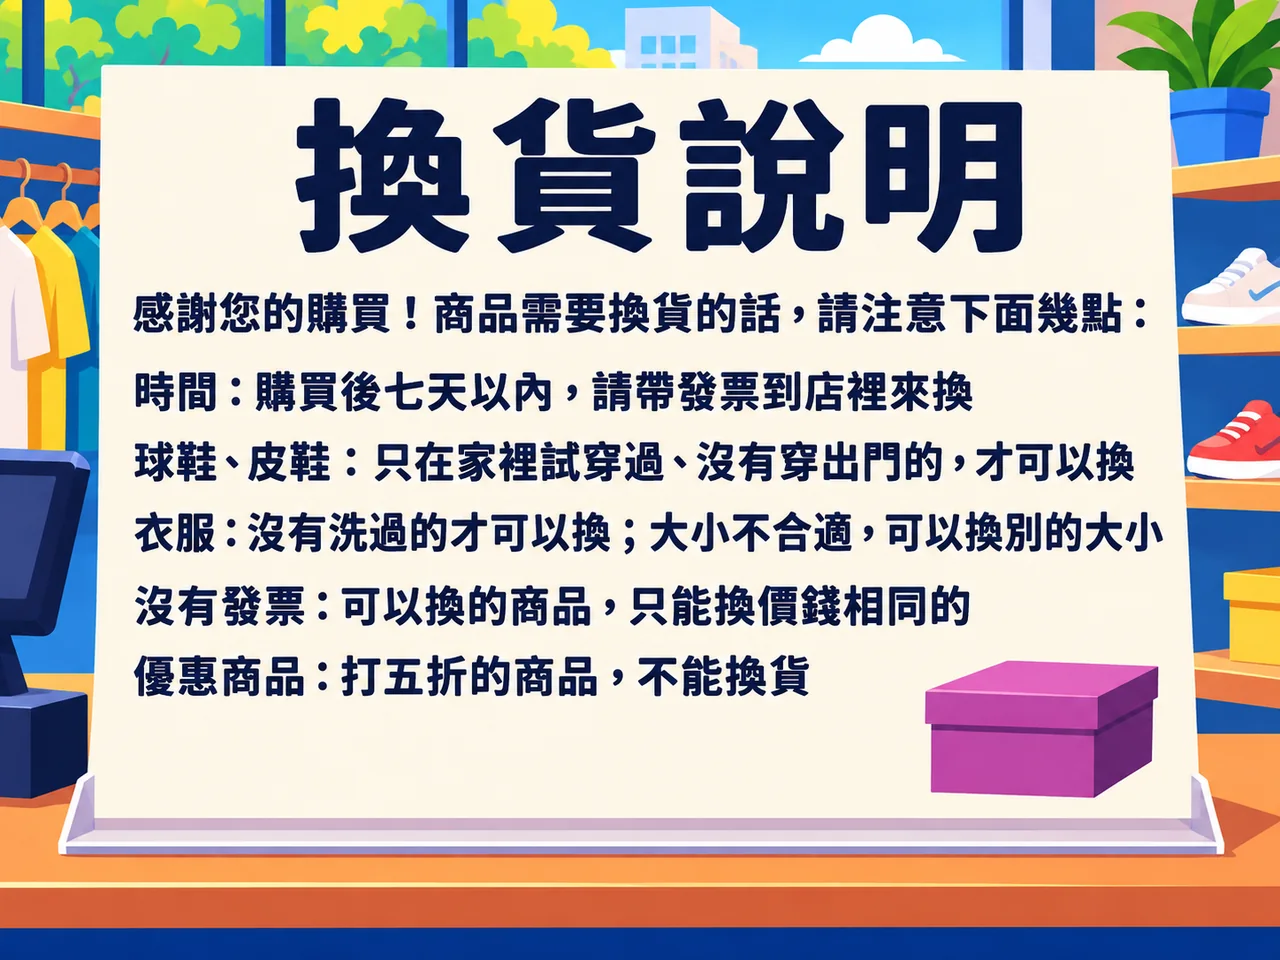 換貨說明
感謝您的購買！商品需要換貨的話，請注意下面幾點：
時間：購買後七天以內，請帶發票到店裡來換
球鞋、皮鞋：只在家裡試穿過、沒有穿出門的，才可以換
衣服：沒有洗過的才可以換；大小不合適，可以換別的大小
沒有發票：可以換的商品，只能換價錢相同的
優惠商品：打五折的商品，不能換貨